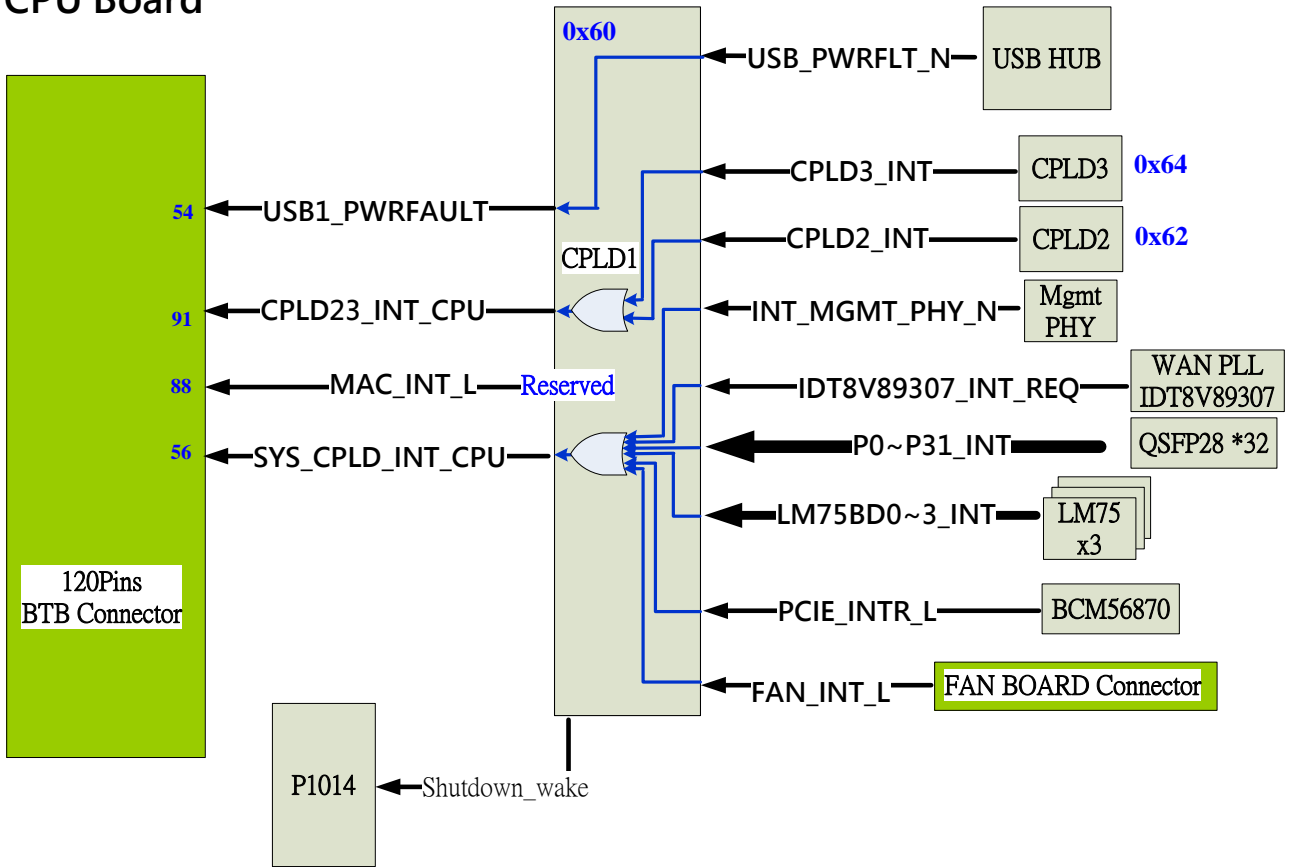 CPU Board
0x60
USB_PWRFLT_N
USB HUB
CPLD3_INT
CPLD3
0x64
54
USB1_PWRFAULT
CPLD2_INT
CPLD2
0x62
CPLD1
91
CPLD23_INT_CPU
INT_MGMT_PHY_N
Mgmt
PHY
88
MAC_INT_L
Reserved
IDT8V89307_INT_REQ
WAN PLL
IDT8V89307
56
SYS_CPLD_INT_CPU
P0~P31_INT
QSFP28 *32
LM75BD0~3_INT
LM75
x3
120Pins
BTB Connector
PCIE_INTR_L
BCM56870
FAN_INT_L
FAN BOARD Connector
P1014
Shutdown_wake